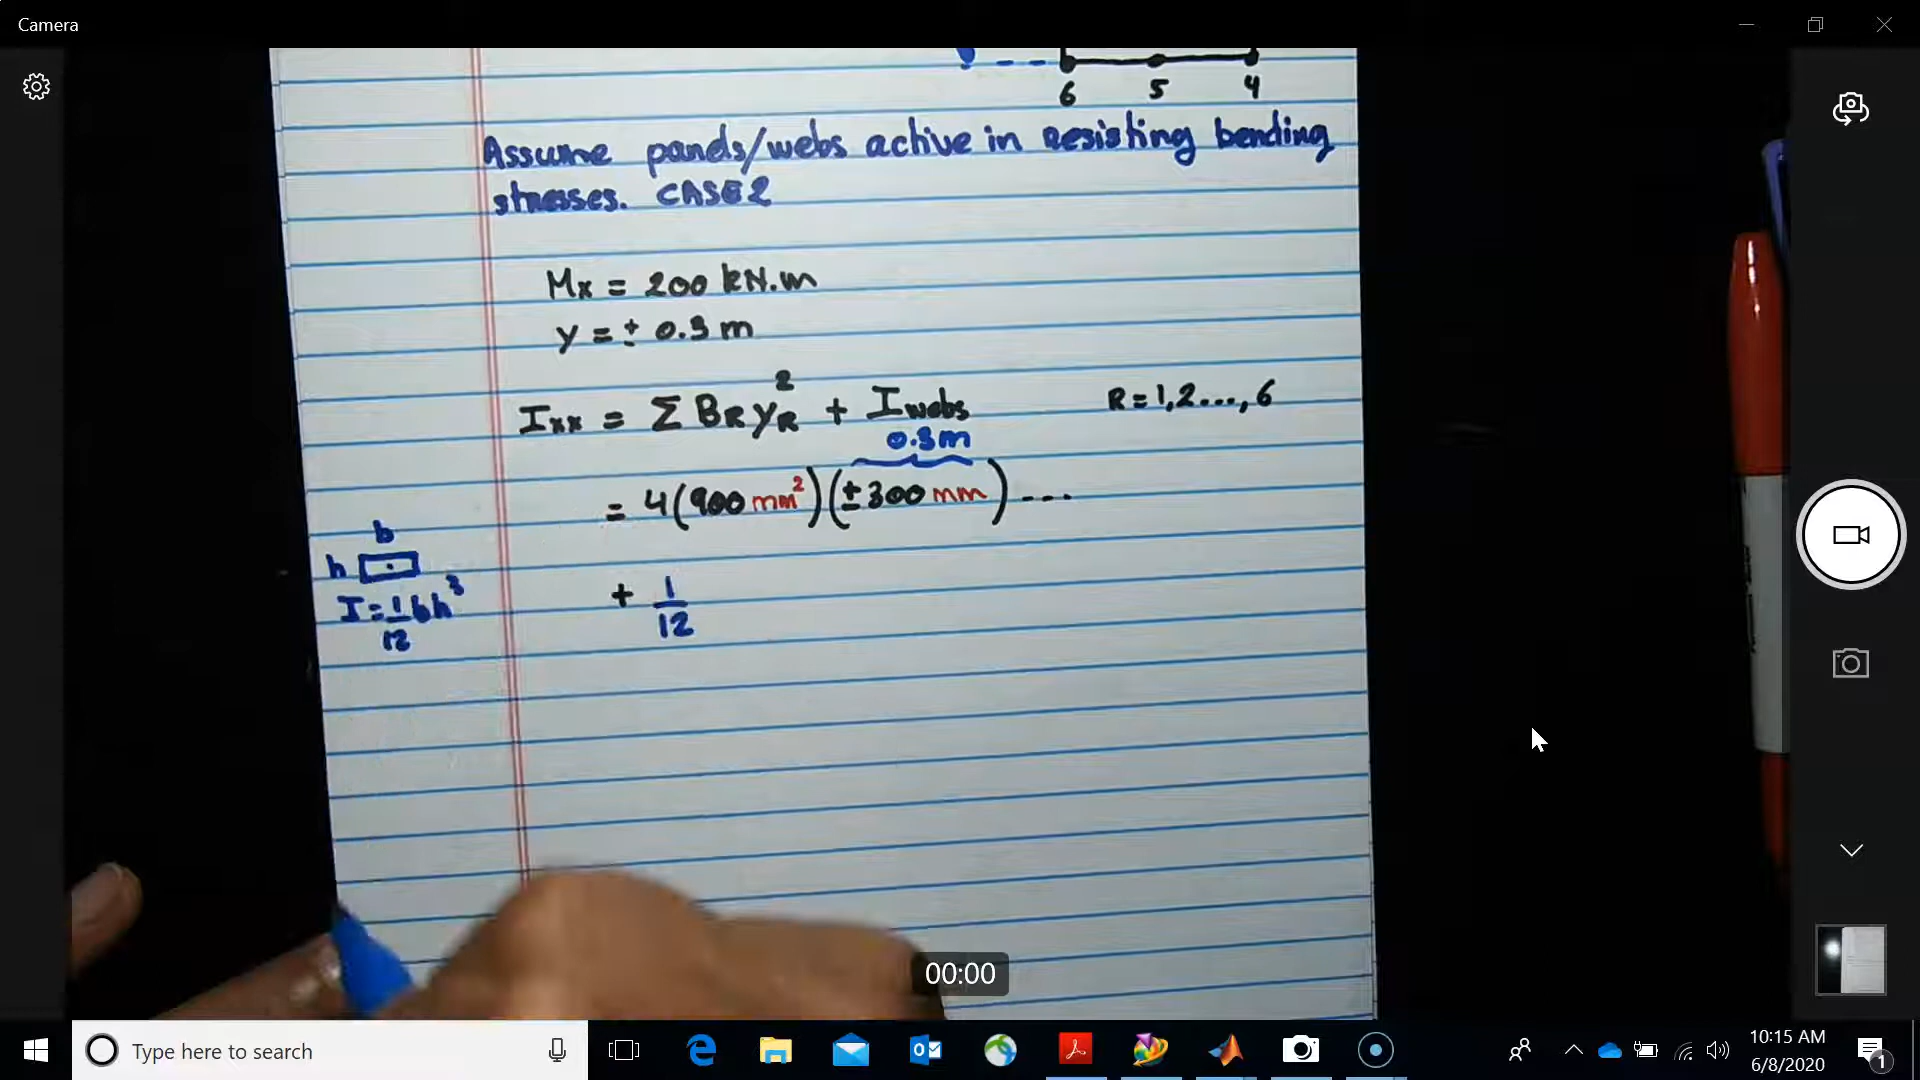 Camera
6 5 4
Assume panels/webs active in resisting bending
stresses. CASE 2
Mx = 200 kN.m
y = ± 0.3 m
Ixx = Σ BR yR² + Iwebs R = 1,2...,6
0.3m
= 4(900 mm²)(±300 mm) ---
b
h
I = 1/12 bh³
+ 1/12
00:00
Type here to search
10:15 AM
6/8/2020
1